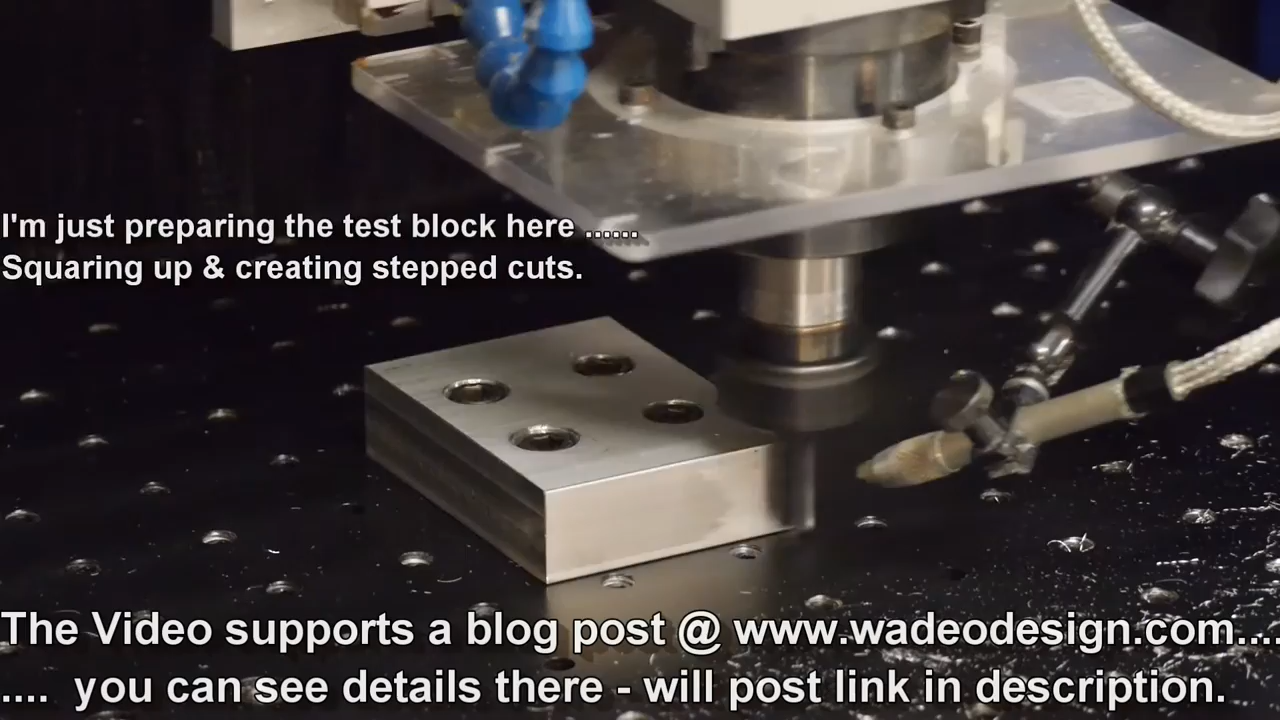 I'm just preparing the test block here ......
Squaring up & creating stepped cuts.
The Video supports a blog post @ www.wadeodesign.com....
.... you can see details there - will post link in description.